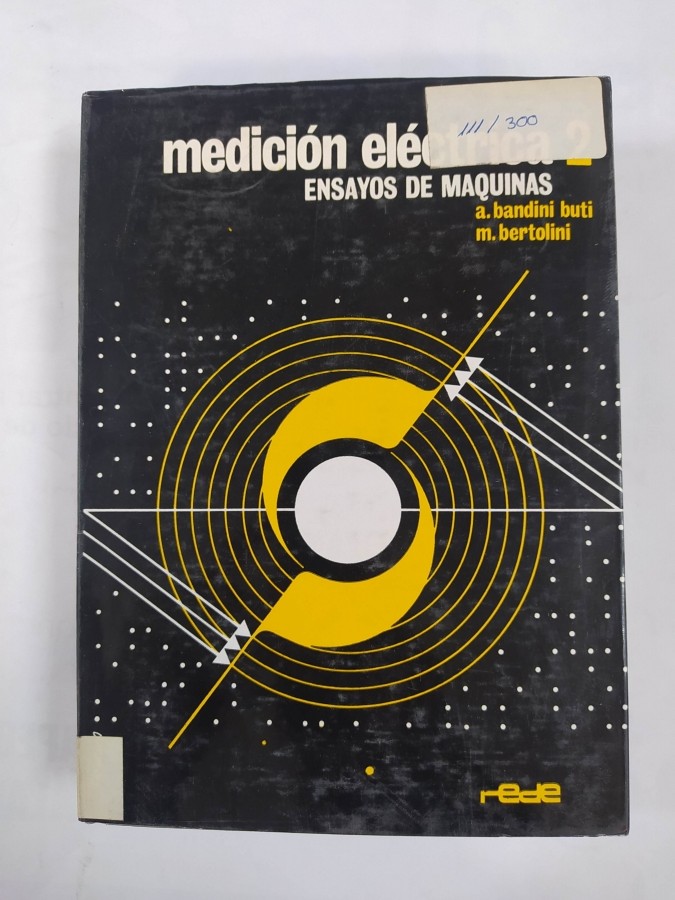 111/300
medición eléctrica 2
ENSAYOS DE MAQUINAS
a. bandini buti
m. bertolini
rede